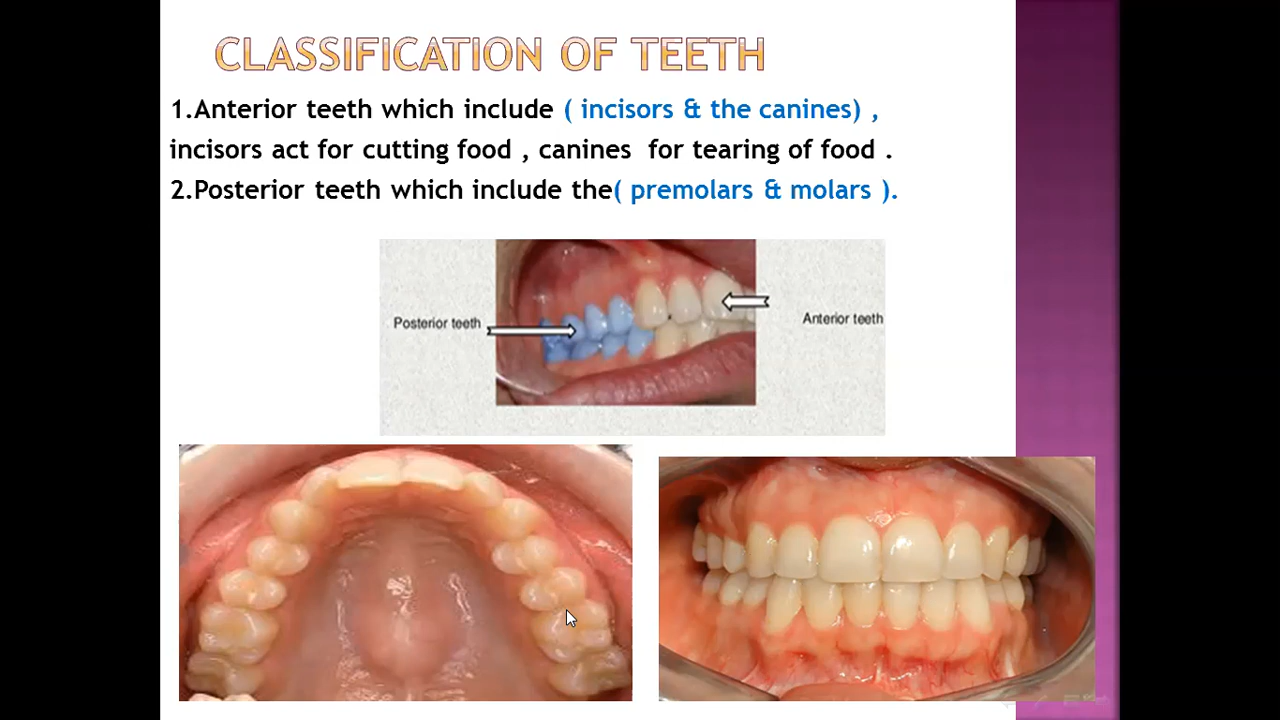 CLASSIFICATION OF TEETH
1.Anterior teeth which include ( incisors & the canines) ,
incisors act for cutting food , canines for tearing of food .
2.Posterior teeth which include the( premolars & molars ).
Posterior teeth
Anterior teeth